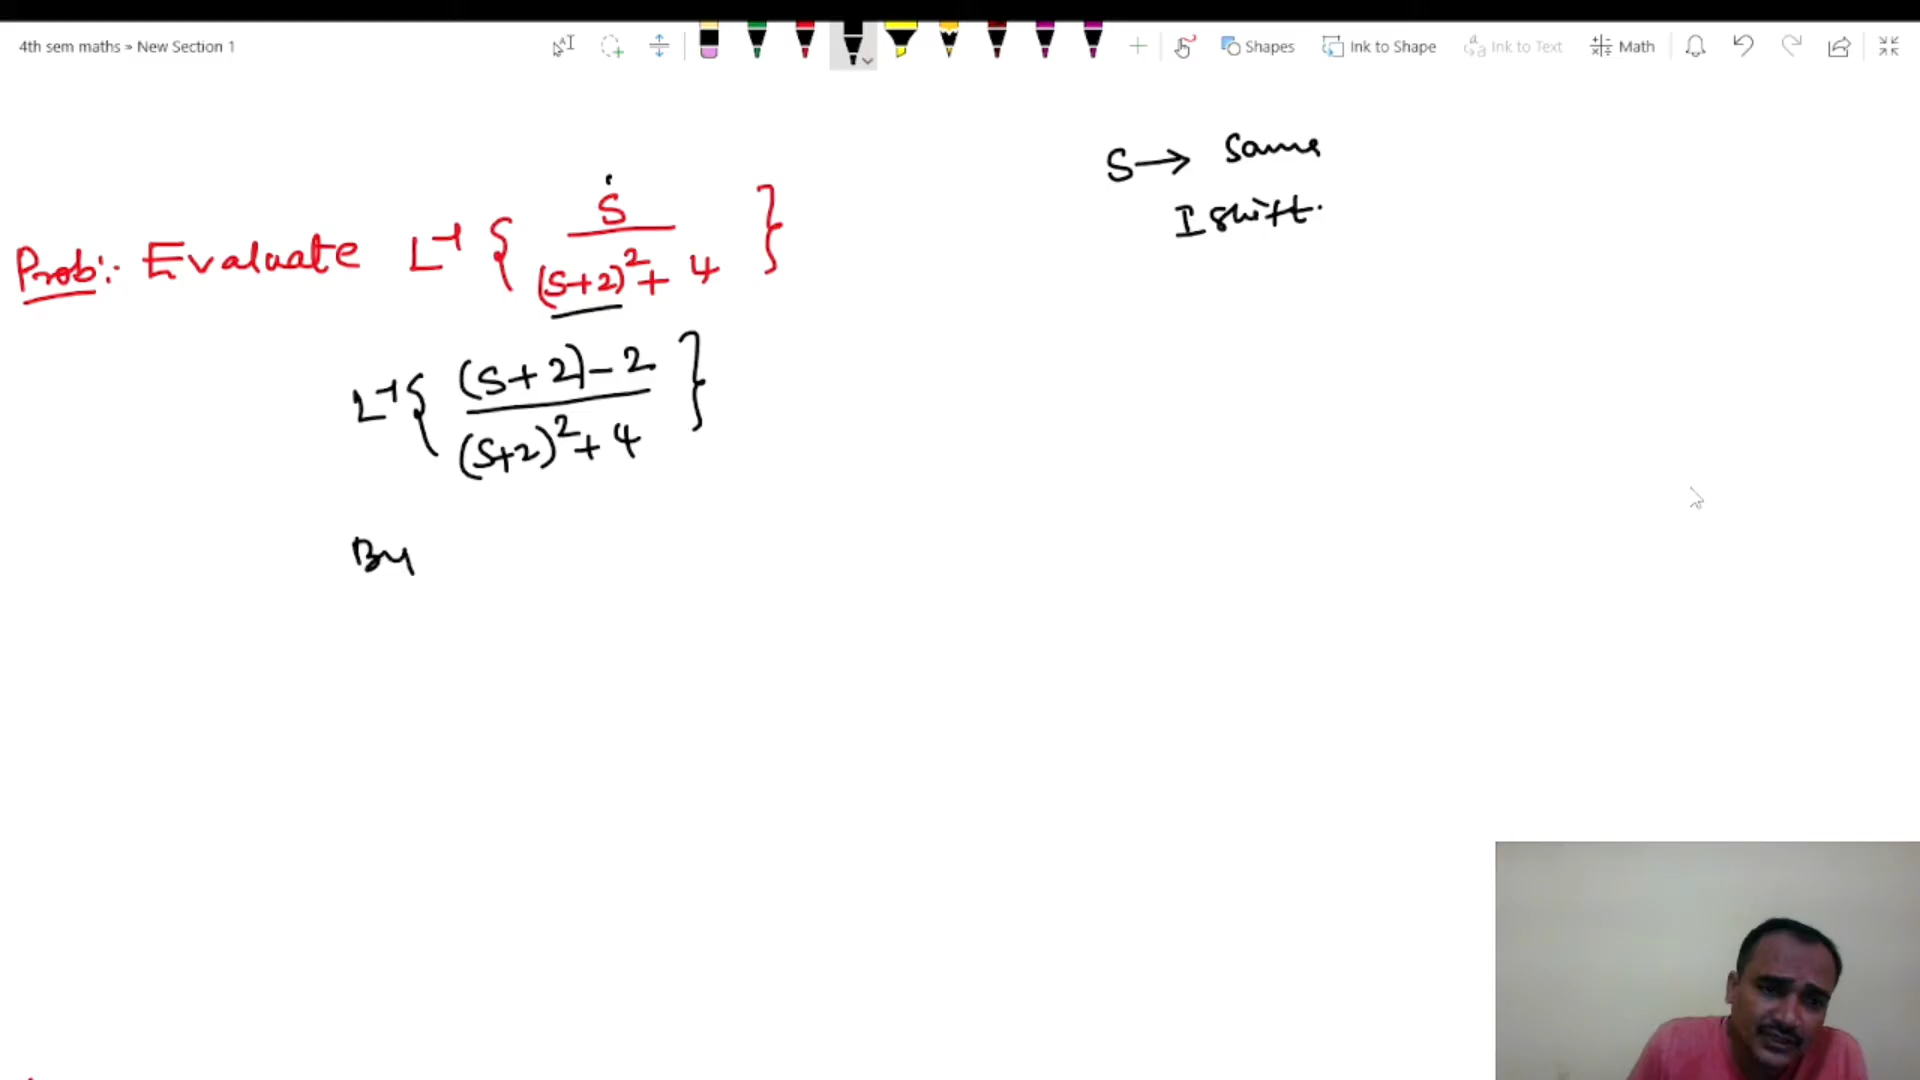 4th sem maths » New Section 1
Shapes
Ink to Shape
Ink to Text
Math
Prob:- Evaluate L⁻¹ { S / ((S+2)² + 4) }
S → Same
I shift.
L⁻¹ { ((S+2) - 2) / ((S+2)² + 4) }
By